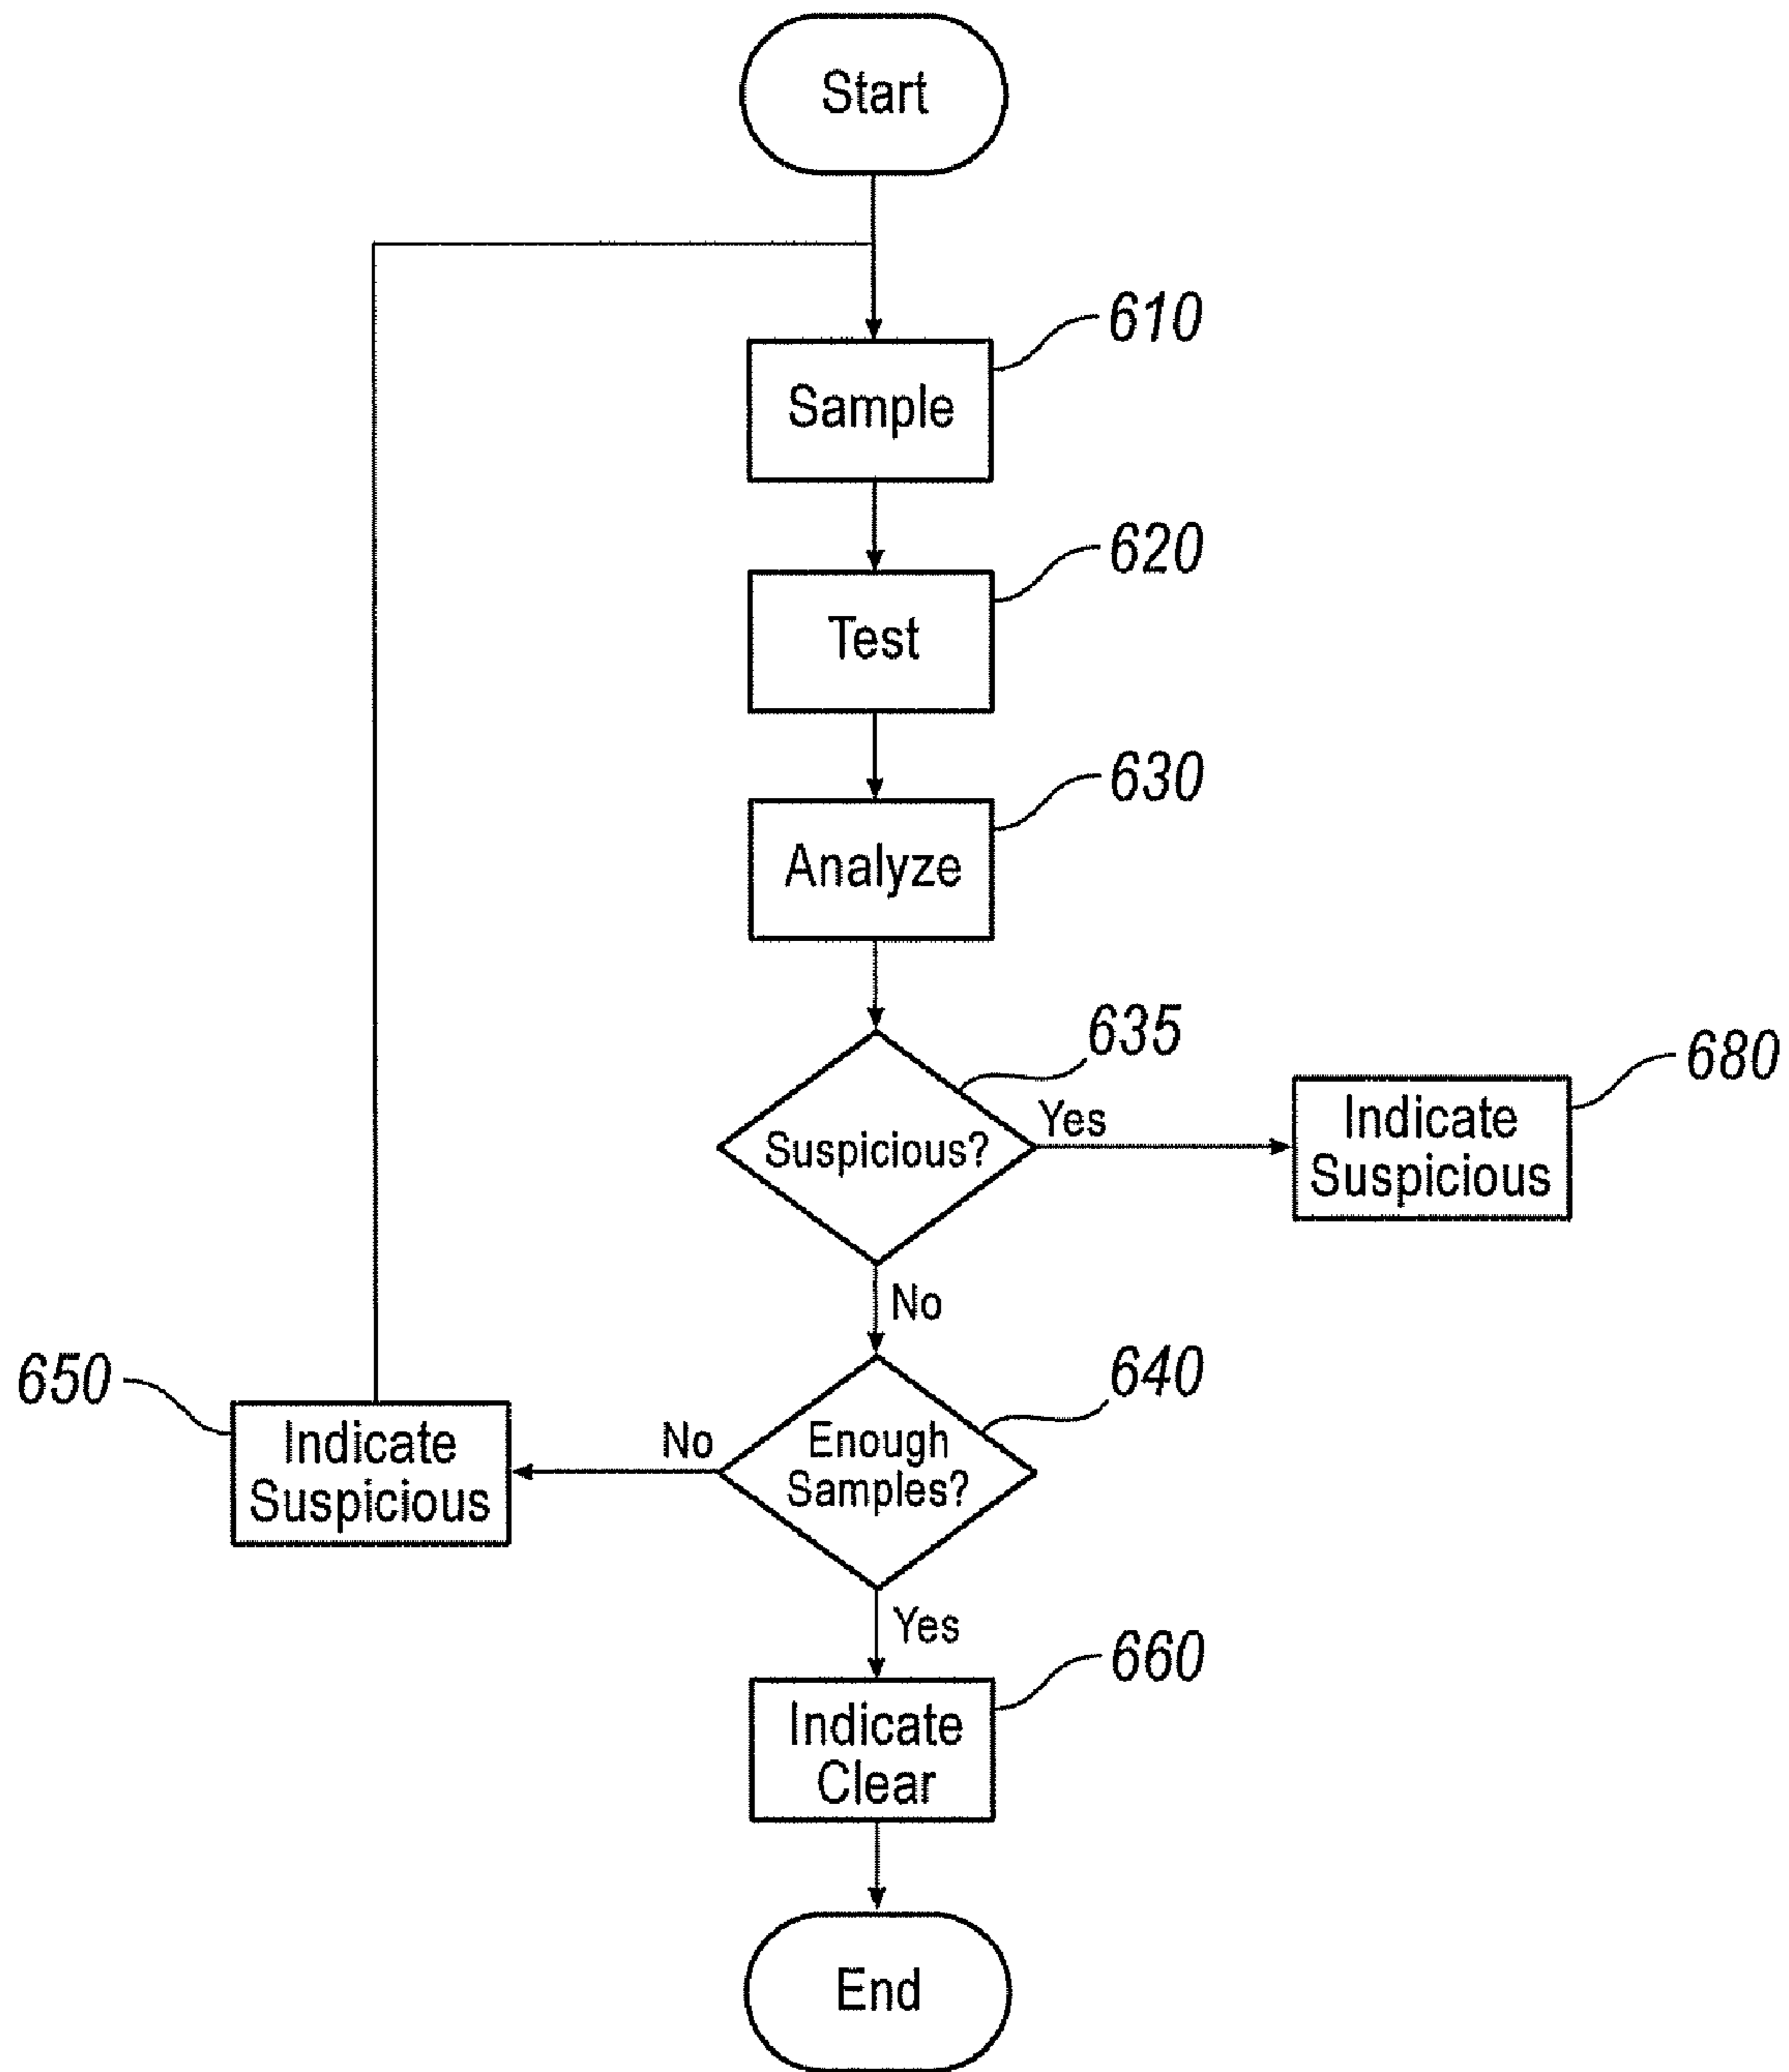 Start
610
Sample
620
Test
630
Analyze
635
680
Yes
Indicate
Suspicious
Suspicious?
No
640
650
Indicate
Suspicious
No
Enough
Samples?
Yes
660
Indicate
Clear
End